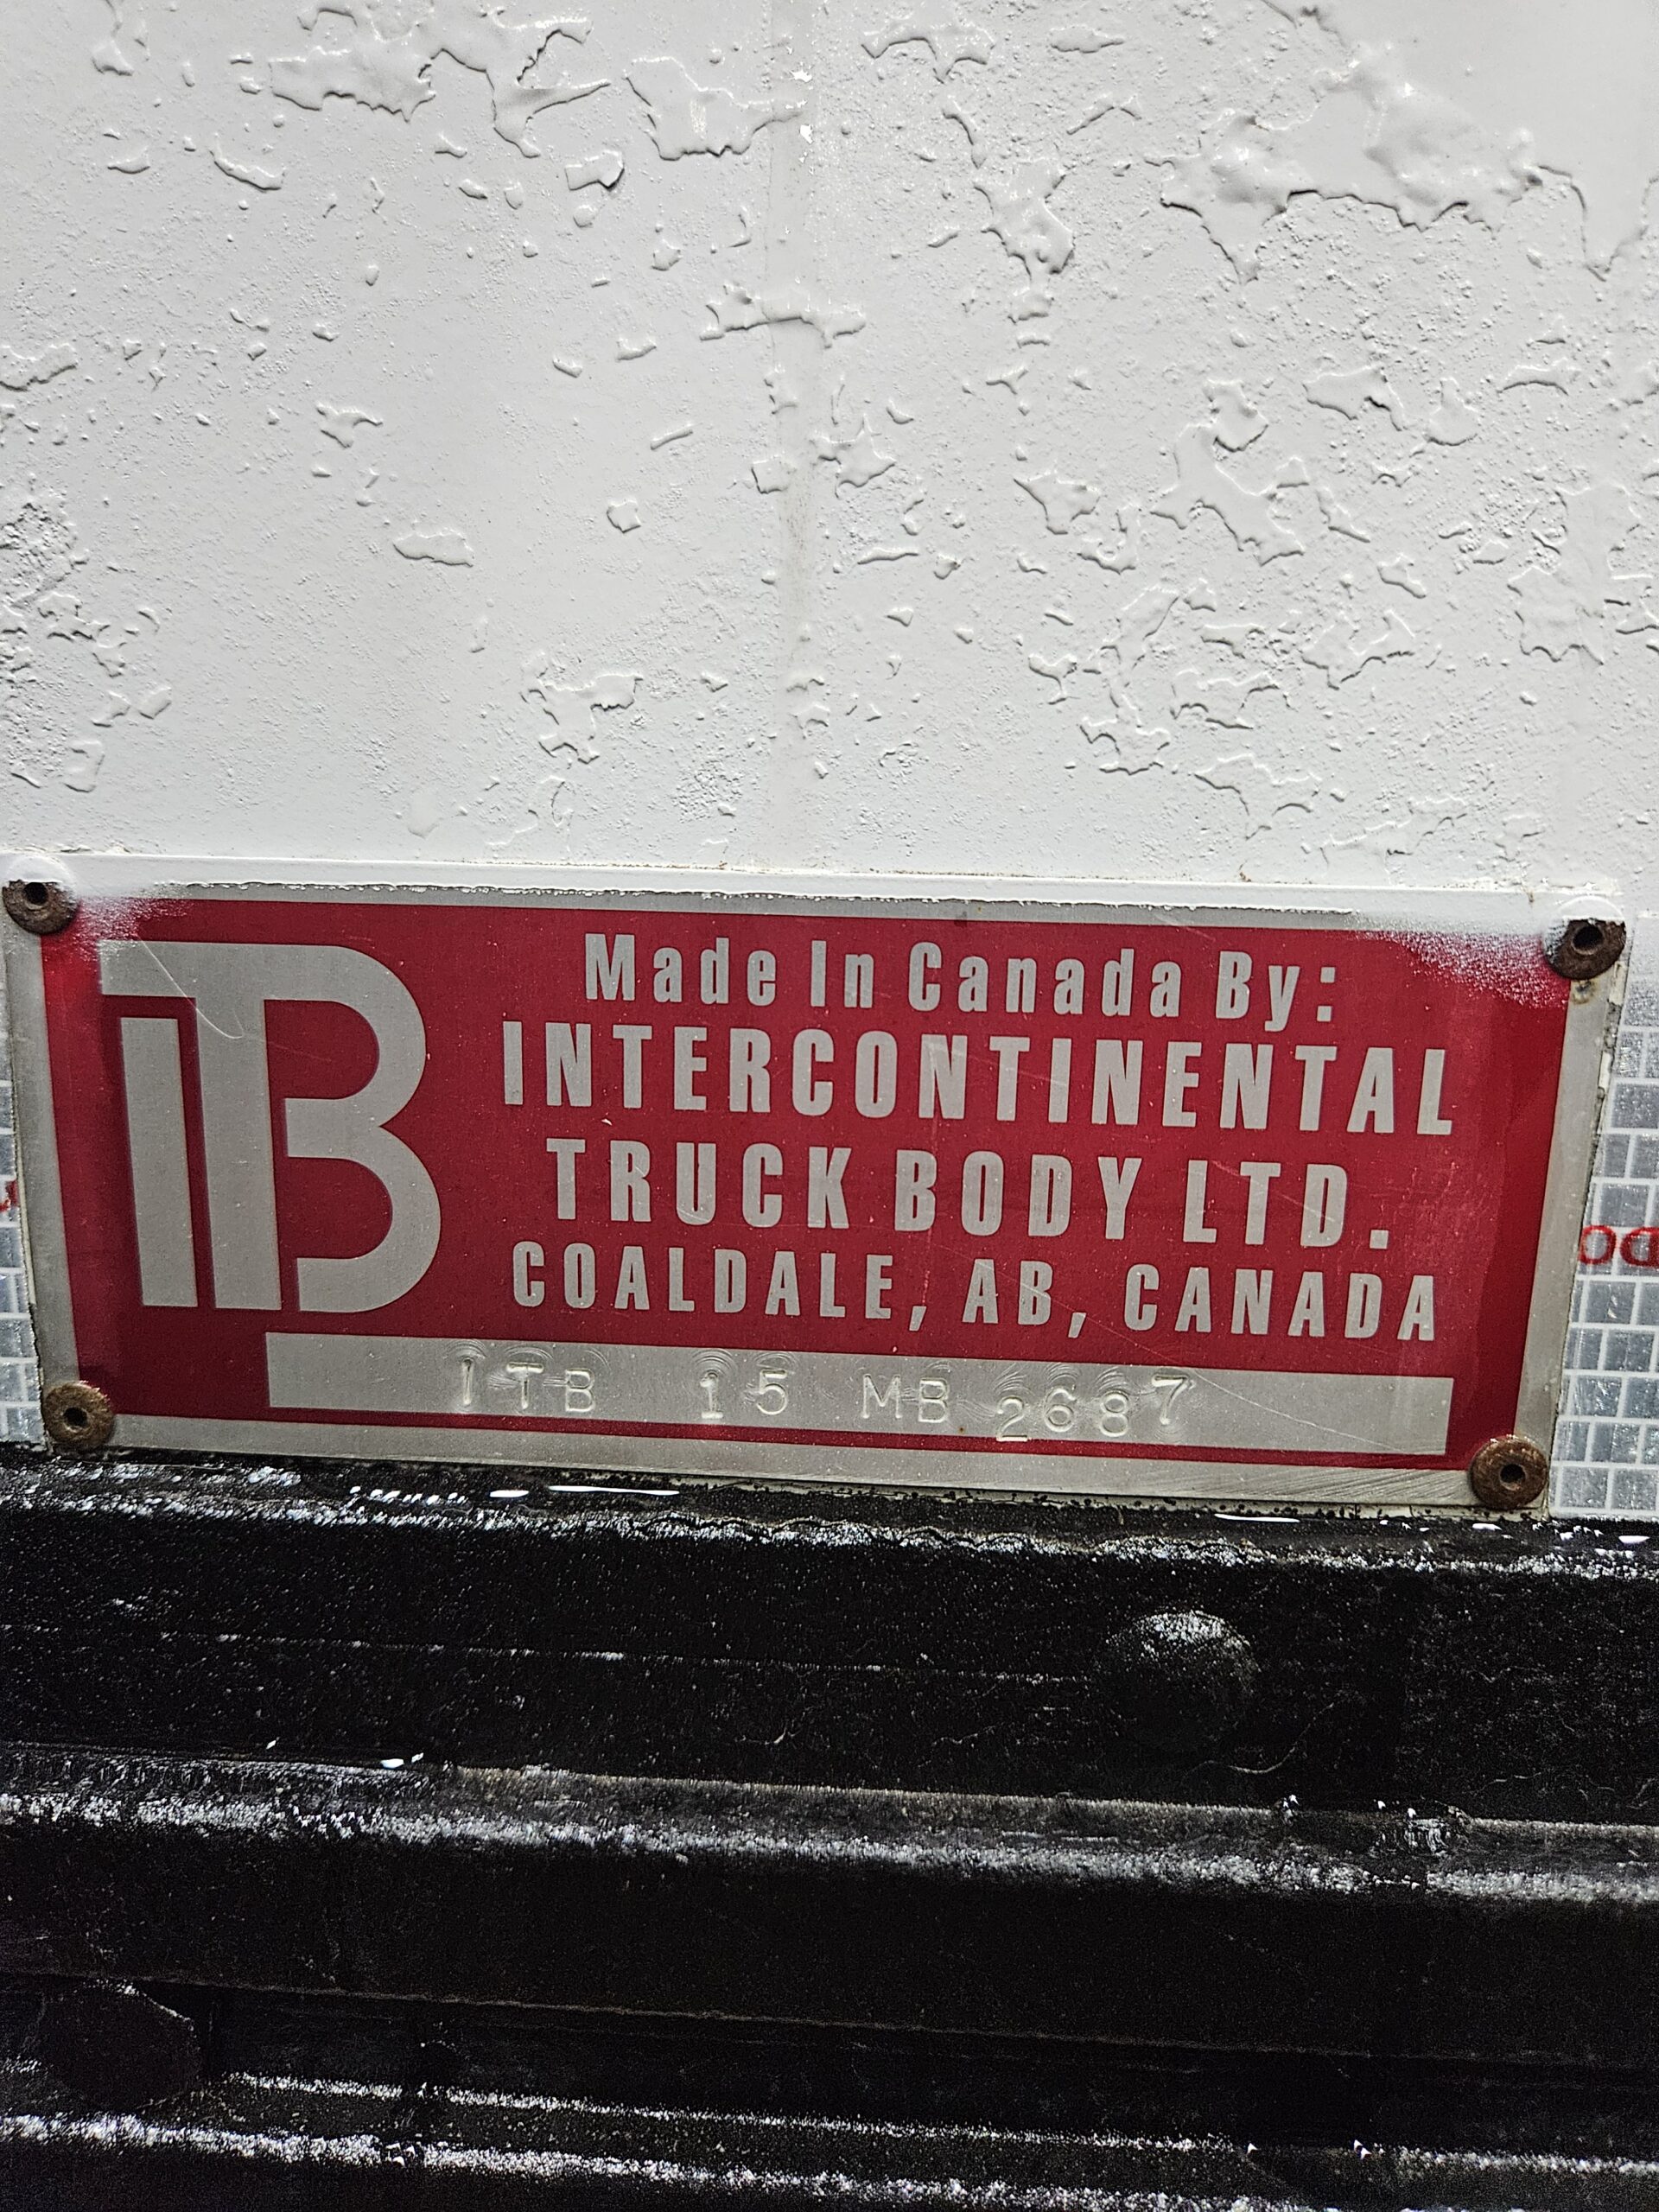 ITB
Made In Canada By:
INTERCONTINENTAL
TRUCK BODY LTD.
COALDALE, AB, CANADA
ITB 15 MB 2687